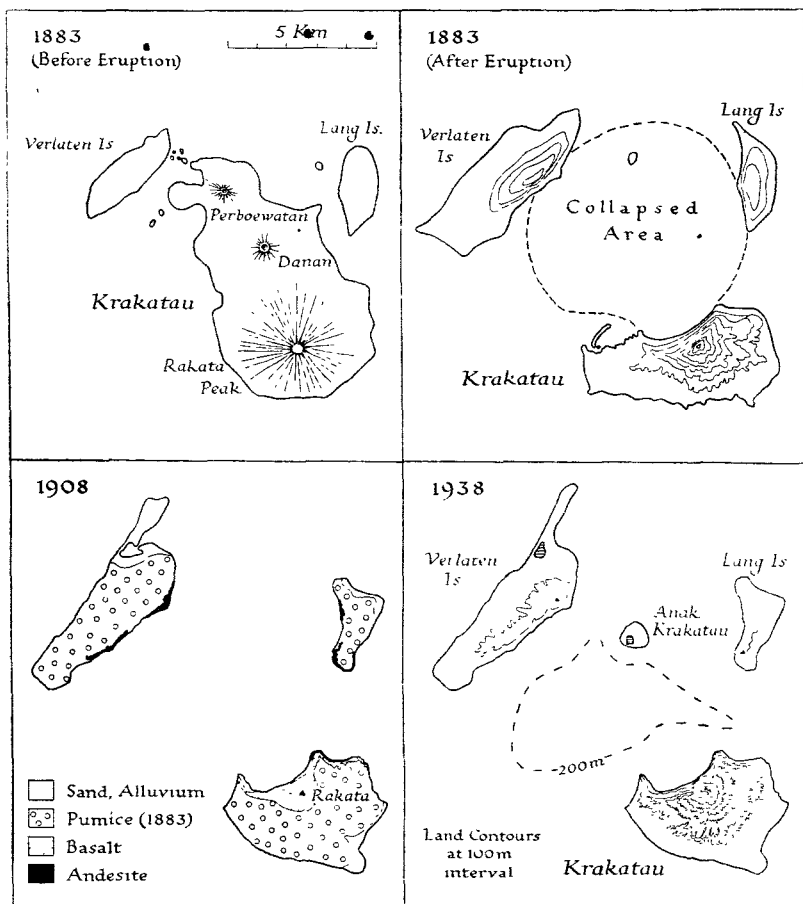 1883
(Before Eruption)
5 Km
Verlaten Is
Lang Is.
Perboewatan
Danan
Krakatau
Rakata
Peak
1883
(After Eruption)
Verlaten
Is
Lang Is
Collapsed
Area
Krakatau
1908
Rakata
Sand, Alluvium
Pumice (1883)
Basalt
Andesite
1938
Verlaten
Is
Lang Is
Anak
Krakatau
200m
Land Contours
at 100m
interval
Krakatau